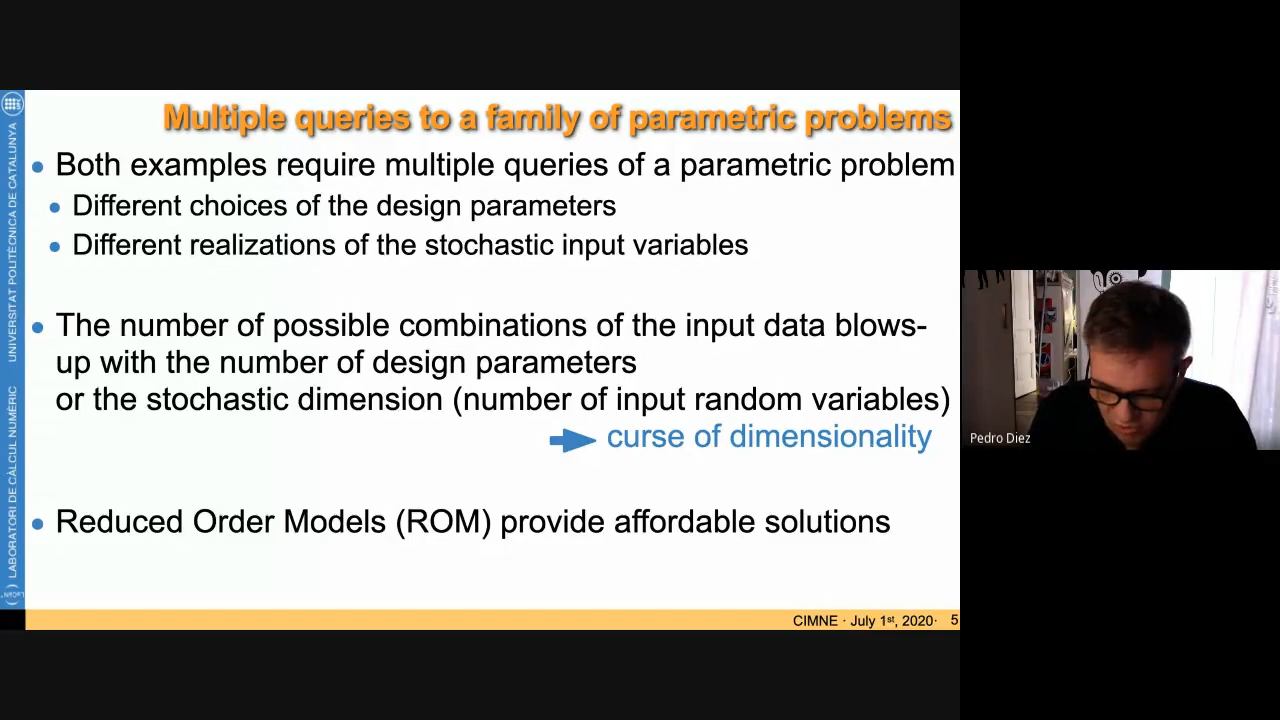 Multiple queries to a family of parametric problems
• Both examples require multiple queries of a parametric problem
• Different choices of the design parameters
• Different realizations of the stochastic input variables
• The number of possible combinations of the input data blows-
up with the number of design parameters
or the stochastic dimension (number of input random variables)
curse of dimensionality
• Reduced Order Models (ROM) provide affordable solutions
CIMNE · July 1st, 2020· 5
LABORATORI DE CÀLCUL NUMÈRIC UNIVERSITAT POLITÈCNICA DE CATALUNYA
Pedro Diez